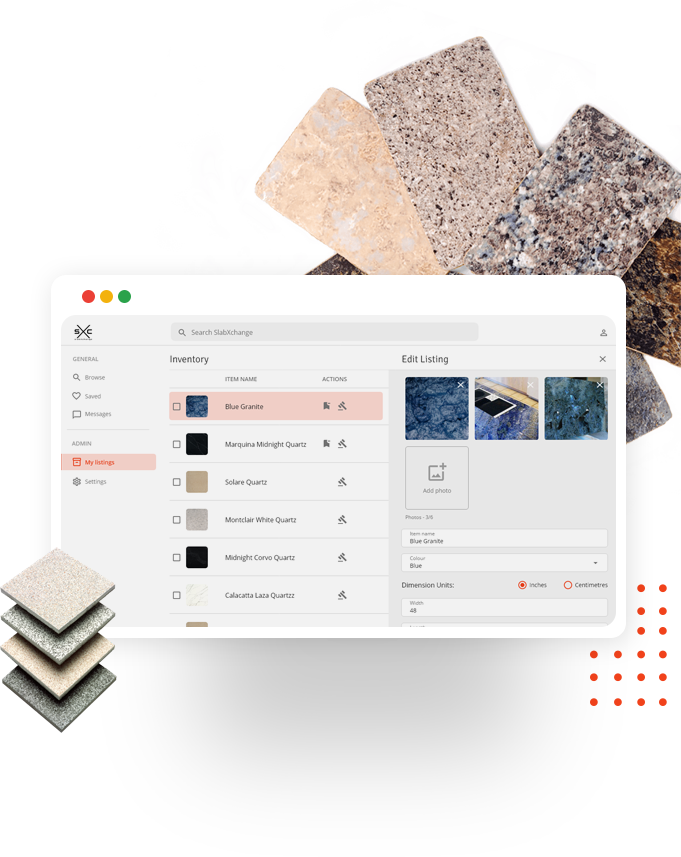 SXC
Search SlabXchange
GENERAL
Browse
Saved
Messages
ADMIN
My listings
Settings
Inventory
ITEM NAME ACTIONS
Blue Granite
Marquina Midnight Quartz
Solare Quartz
Montclair White Quartz
Midnight Corvo Quartz
Calacatta Laza Quartzz
Edit Listing
Add photo
Photos - 3/6
Item name
Blue Granite
Colour
Blue
Dimension Units: Inches Centimetres
Width
48